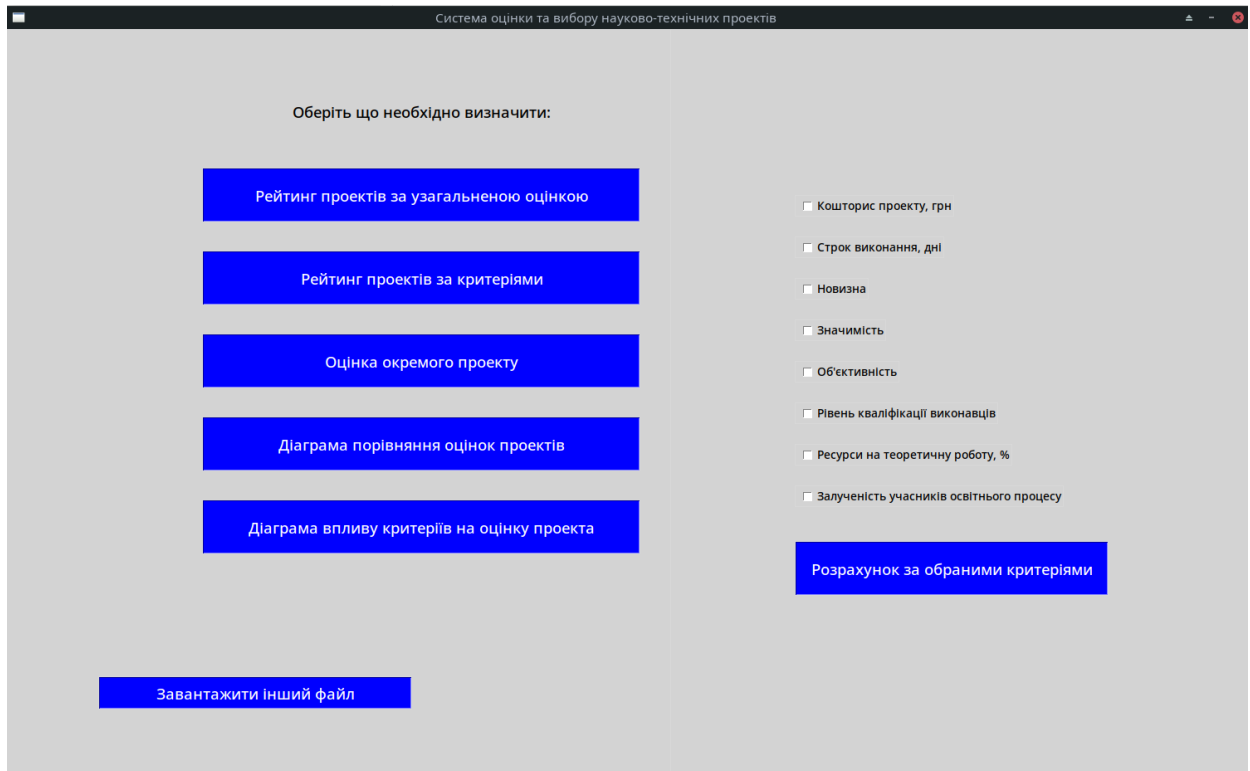 Система оцінки та вибору науково-технічних проектів
Оберіть що необхідно визначити:
Рейтинг проектів за узагальненою оцінкою
Рейтинг проектів за критеріями
Оцінка окремого проекту
Діаграма порівняння оцінок проектів
Діаграма впливу критеріїв на оцінку проекта
Завантажити інший файл
Кошторис проекту, грн
Строк виконання, дні
Новизна
Значимість
Об'єктивність
Рівень кваліфікації виконавців
Ресурси на теоретичну роботу, %
Залученість учасників освітнього процесу
Розрахунок за обраними критеріями